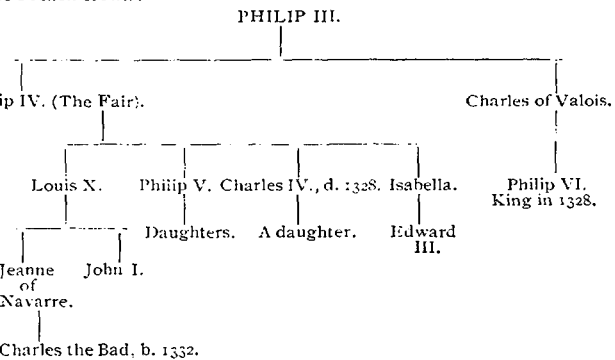 PHILIP III.
ip IV. (The Fair). Charles of Valois.
Louis X. Philip V. Charles IV., d. 1328. Isabella. Philip VI.
King in 1328.
Daughters. A daughter. Edward
III.
Jeanne John I.
of
Navarre.
Charles the Bad, b. 1332.